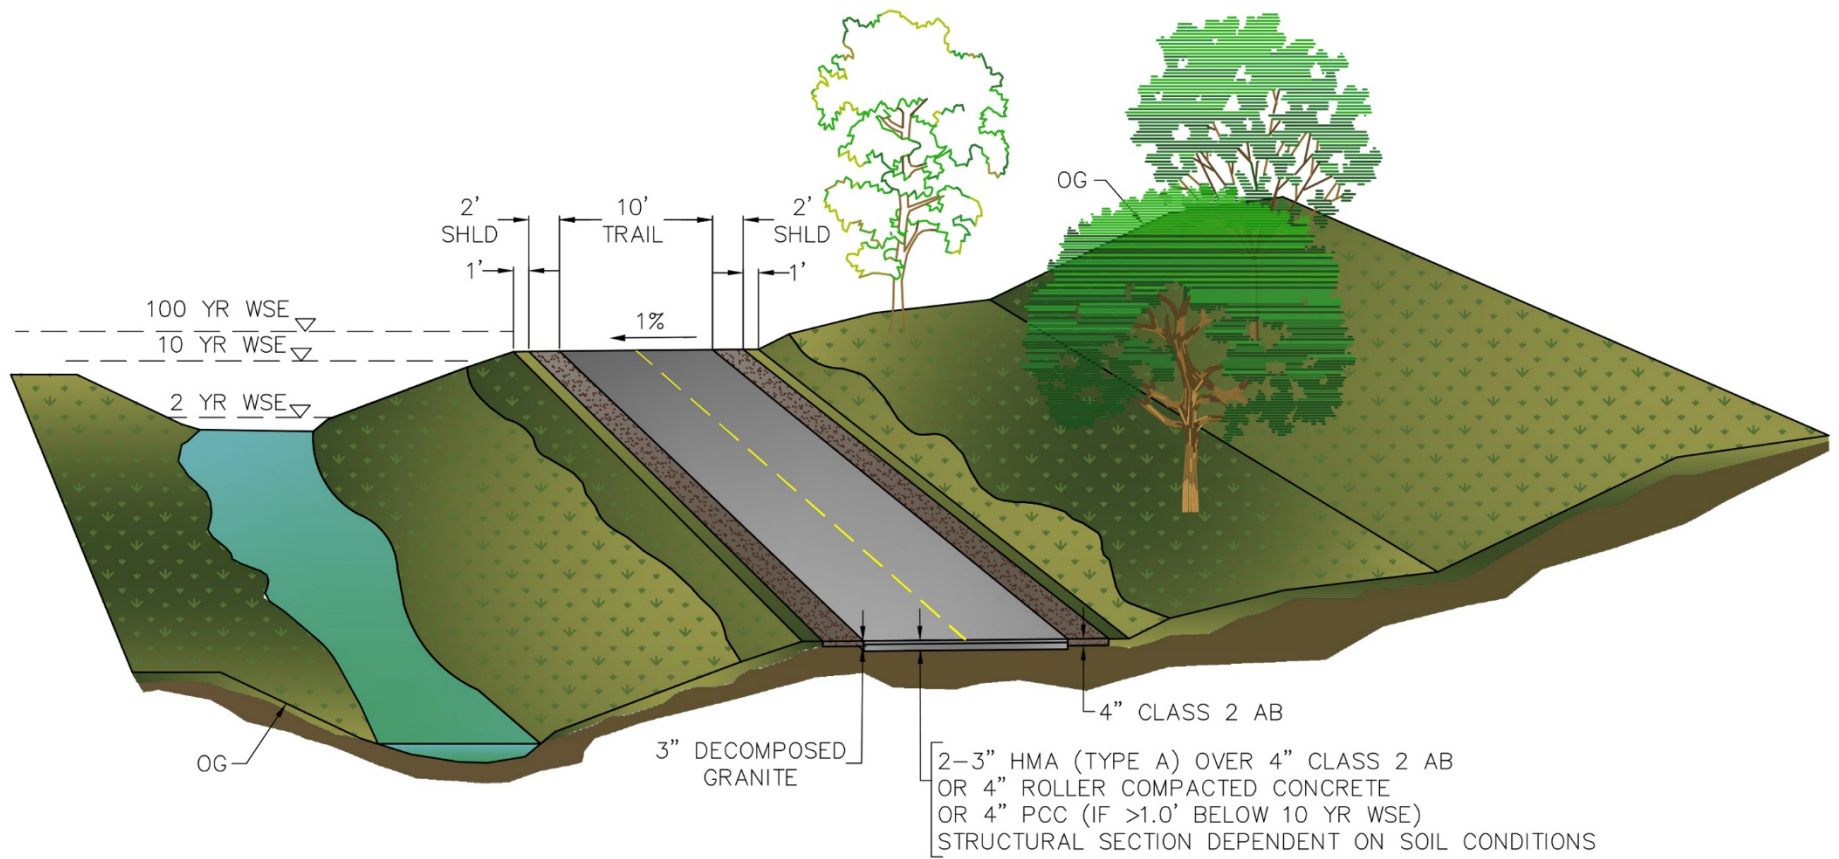 OG
2'
SHLD
10'
TRAIL
2'
SHLD
1'
1'
100 YR WSE
1%
10 YR WSE
2 YR WSE
4" CLASS 2 AB
3" DECOMPOSED
GRANITE
OG
2-3" HMA (TYPE A) OVER 4" CLASS 2 AB
OR 4" ROLLER COMPACTED CONCRETE
OR 4" PCC (IF >1.0' BELOW 10 YR WSE)
STRUCTURAL SECTION DEPENDENT ON SOIL CONDITIONS